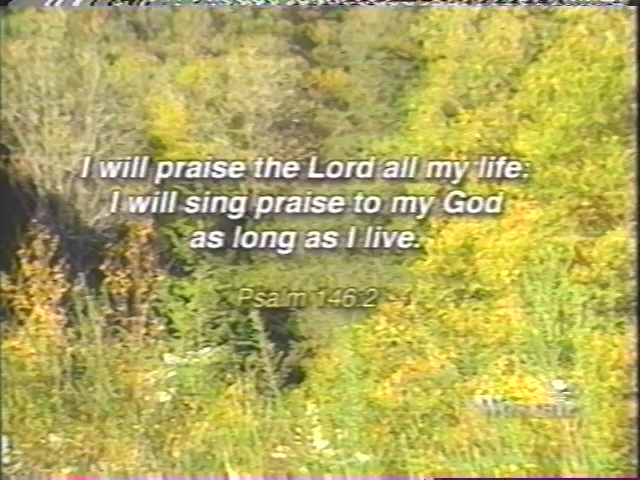 I will praise the Lord all my life:
I will sing praise to my God
as long as I live.
Psalm 146:2